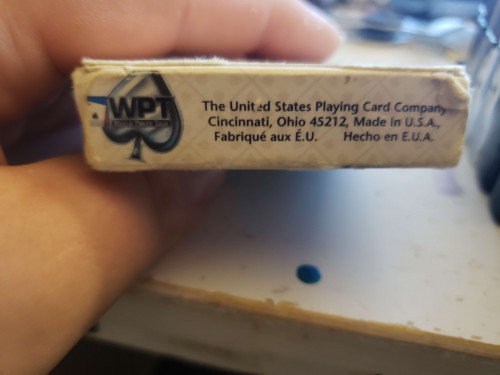 WPT
The United States Playing Card Company
Cincinnati, Ohio 45212, Made in U.S.A.,
Fabriqué aux É.U. Hecho en E.U.A.